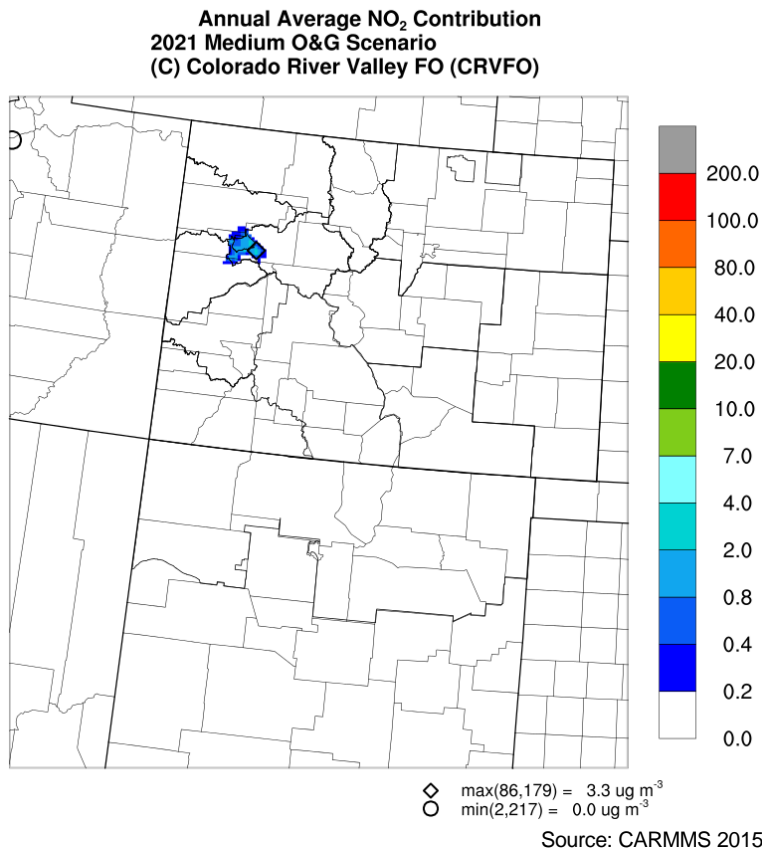 Annual Average NO₂ Contribution
2021 Medium O&G Scenario
(C) Colorado River Valley FO (CRVFO)
200.0
100.0
80.0
40.0
20.0
10.0
7.0
4.0
2.0
0.8
0.4
0.2
0.0
max(86,179) = 3.3 ug m⁻³
min(2,217) = 0.0 ug m⁻³
Source: CARMMS 2015